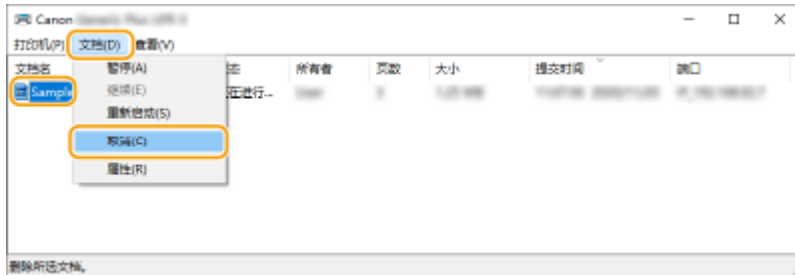 Canon
打印机(P) 文档(D) 查看(V)
文档名 态 所有者 页数 大小 提交时间 端口
Sample 在进行...
暂停(A)
继续(E)
重新启动(S)
取消(C)
属性(R)
删除所选文档。